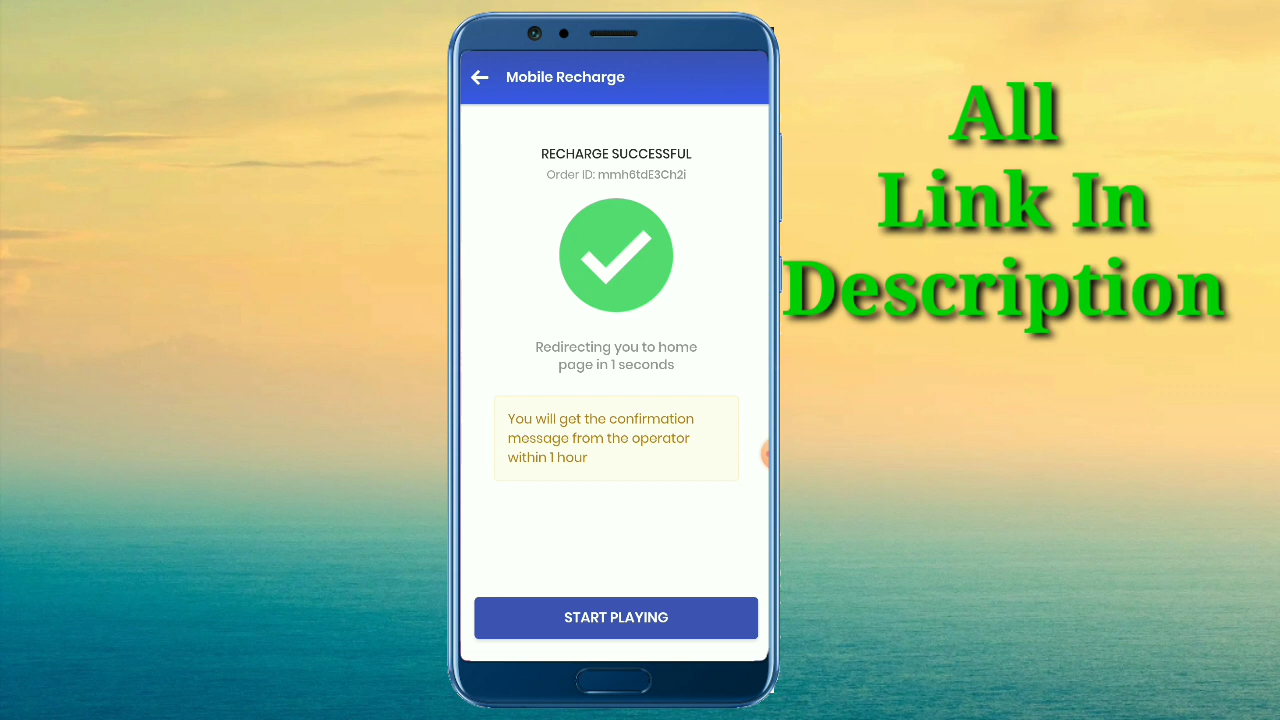 Mobile Recharge
RECHARGE SUCCESSFUL
Order ID: mmh6tdE3Ch2i
Redirecting you to home
page in 1 seconds
You will get the confirmation
message from the operator
within 1 hour
START PLAYING
All
Link In
Description